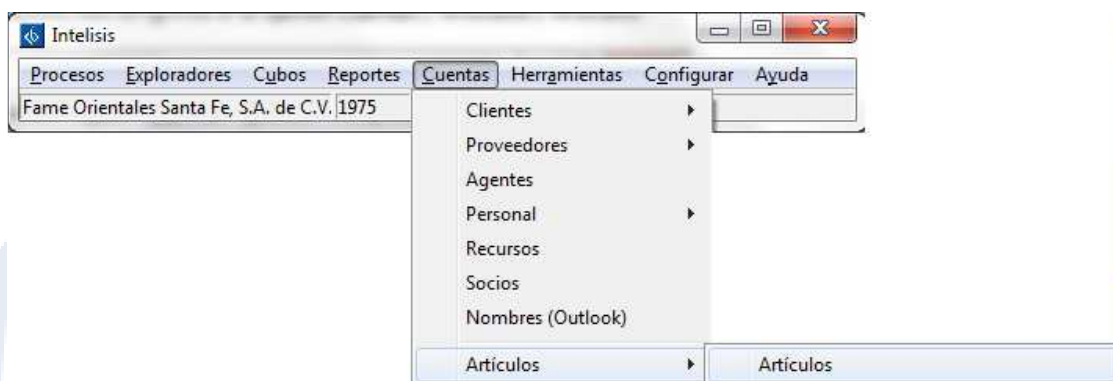 Intelisis
Procesos Exploradores Cubos Reportes Cuentas Herramientas Configurar Ayuda
Fame Orientales Santa Fe, S.A. de C.V. 1975
Clientes
Proveedores
Agentes
Personal
Recursos
Socios
Nombres (Outlook)
Artículos Artículos